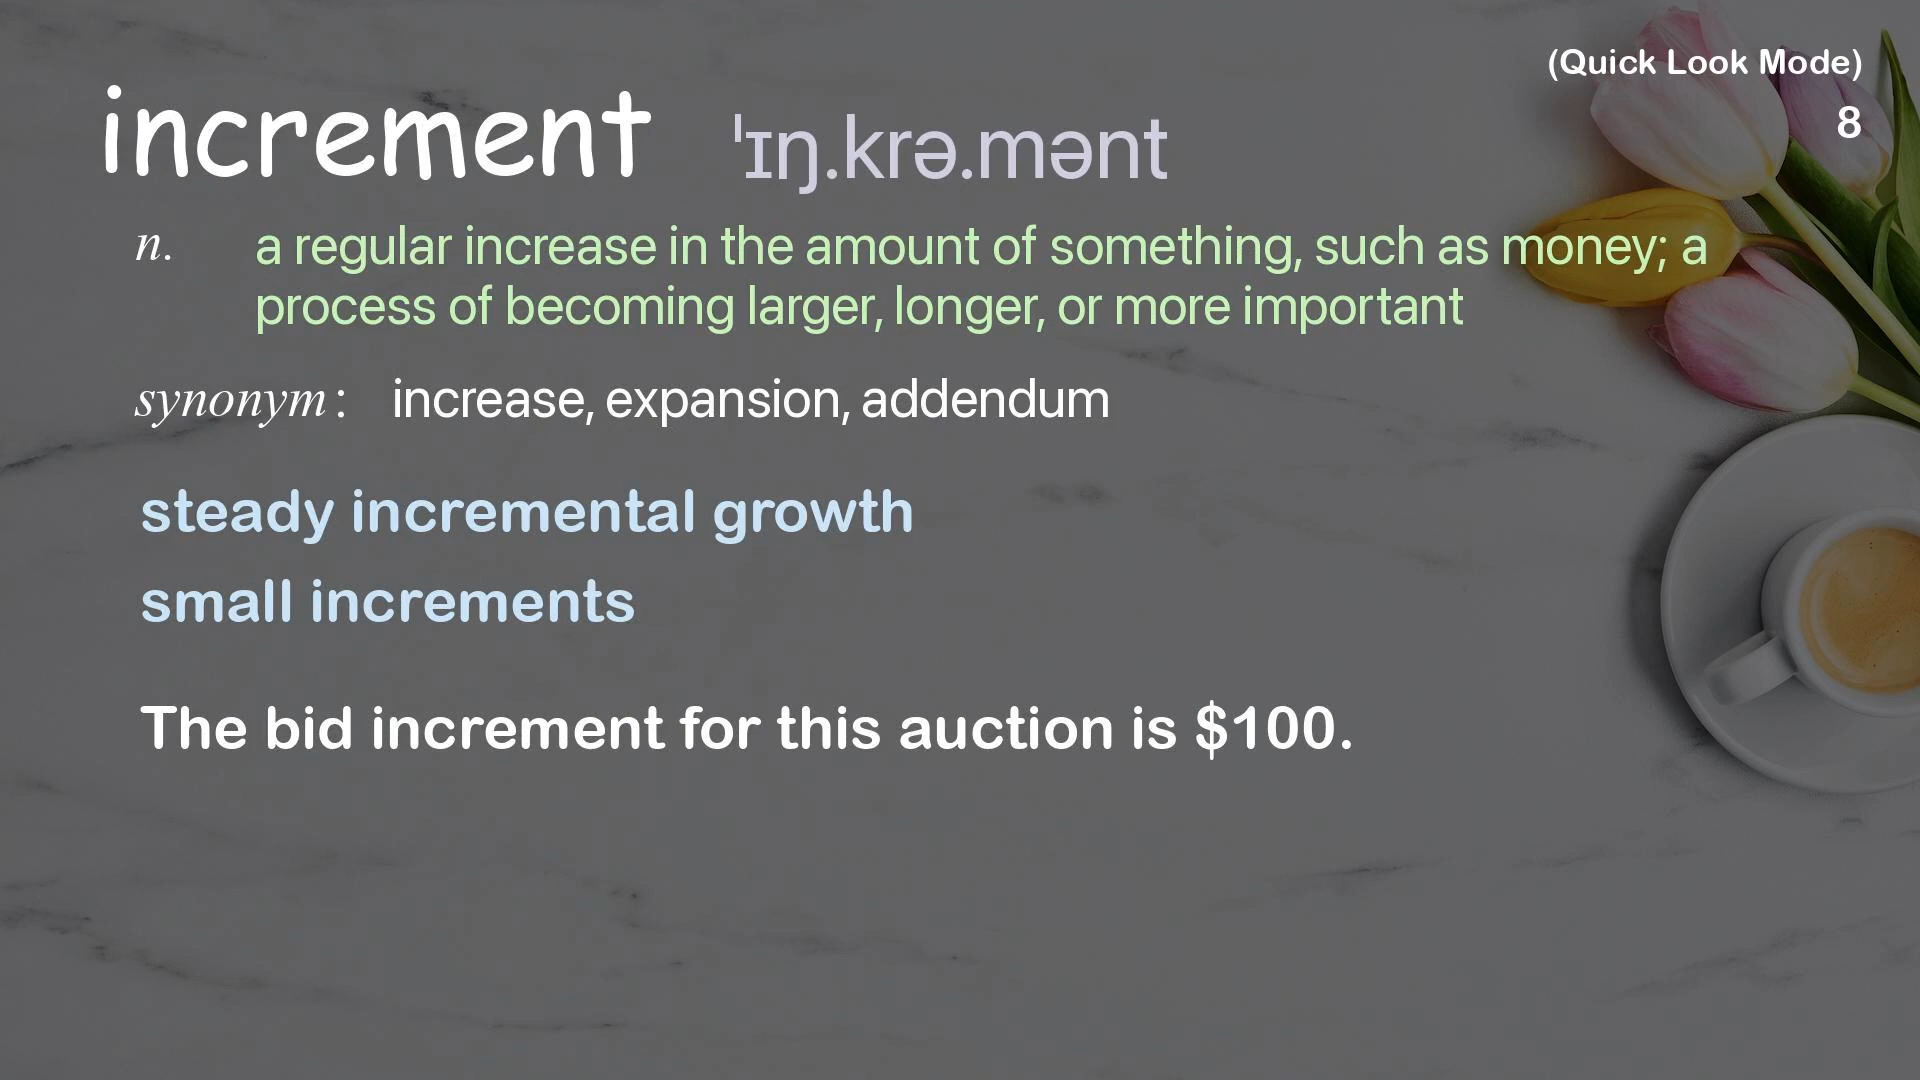 (Quick Look Mode)
8
increment ˈɪŋ.krə.mənt
n. a regular increase in the amount of something, such as money; a
process of becoming larger, longer, or more important
synonym : increase, expansion, addendum
steady incremental growth
small increments
The bid increment for this auction is $100.